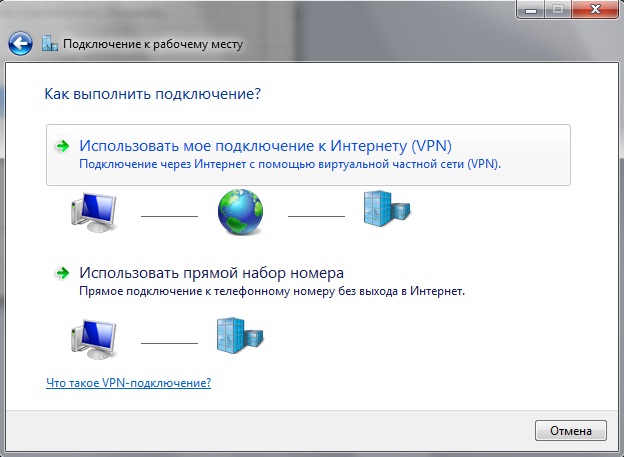 Подключение к рабочему месту
Как выполнить подключение?
Использовать мое подключение к Интернету (VPN)
Подключение через Интернет с помощью виртуальной частной сети (VPN).
Использовать прямой набор номера
Прямое подключение к телефонному номеру без выхода в Интернет.
Что такое VPN-подключение?
Отмена